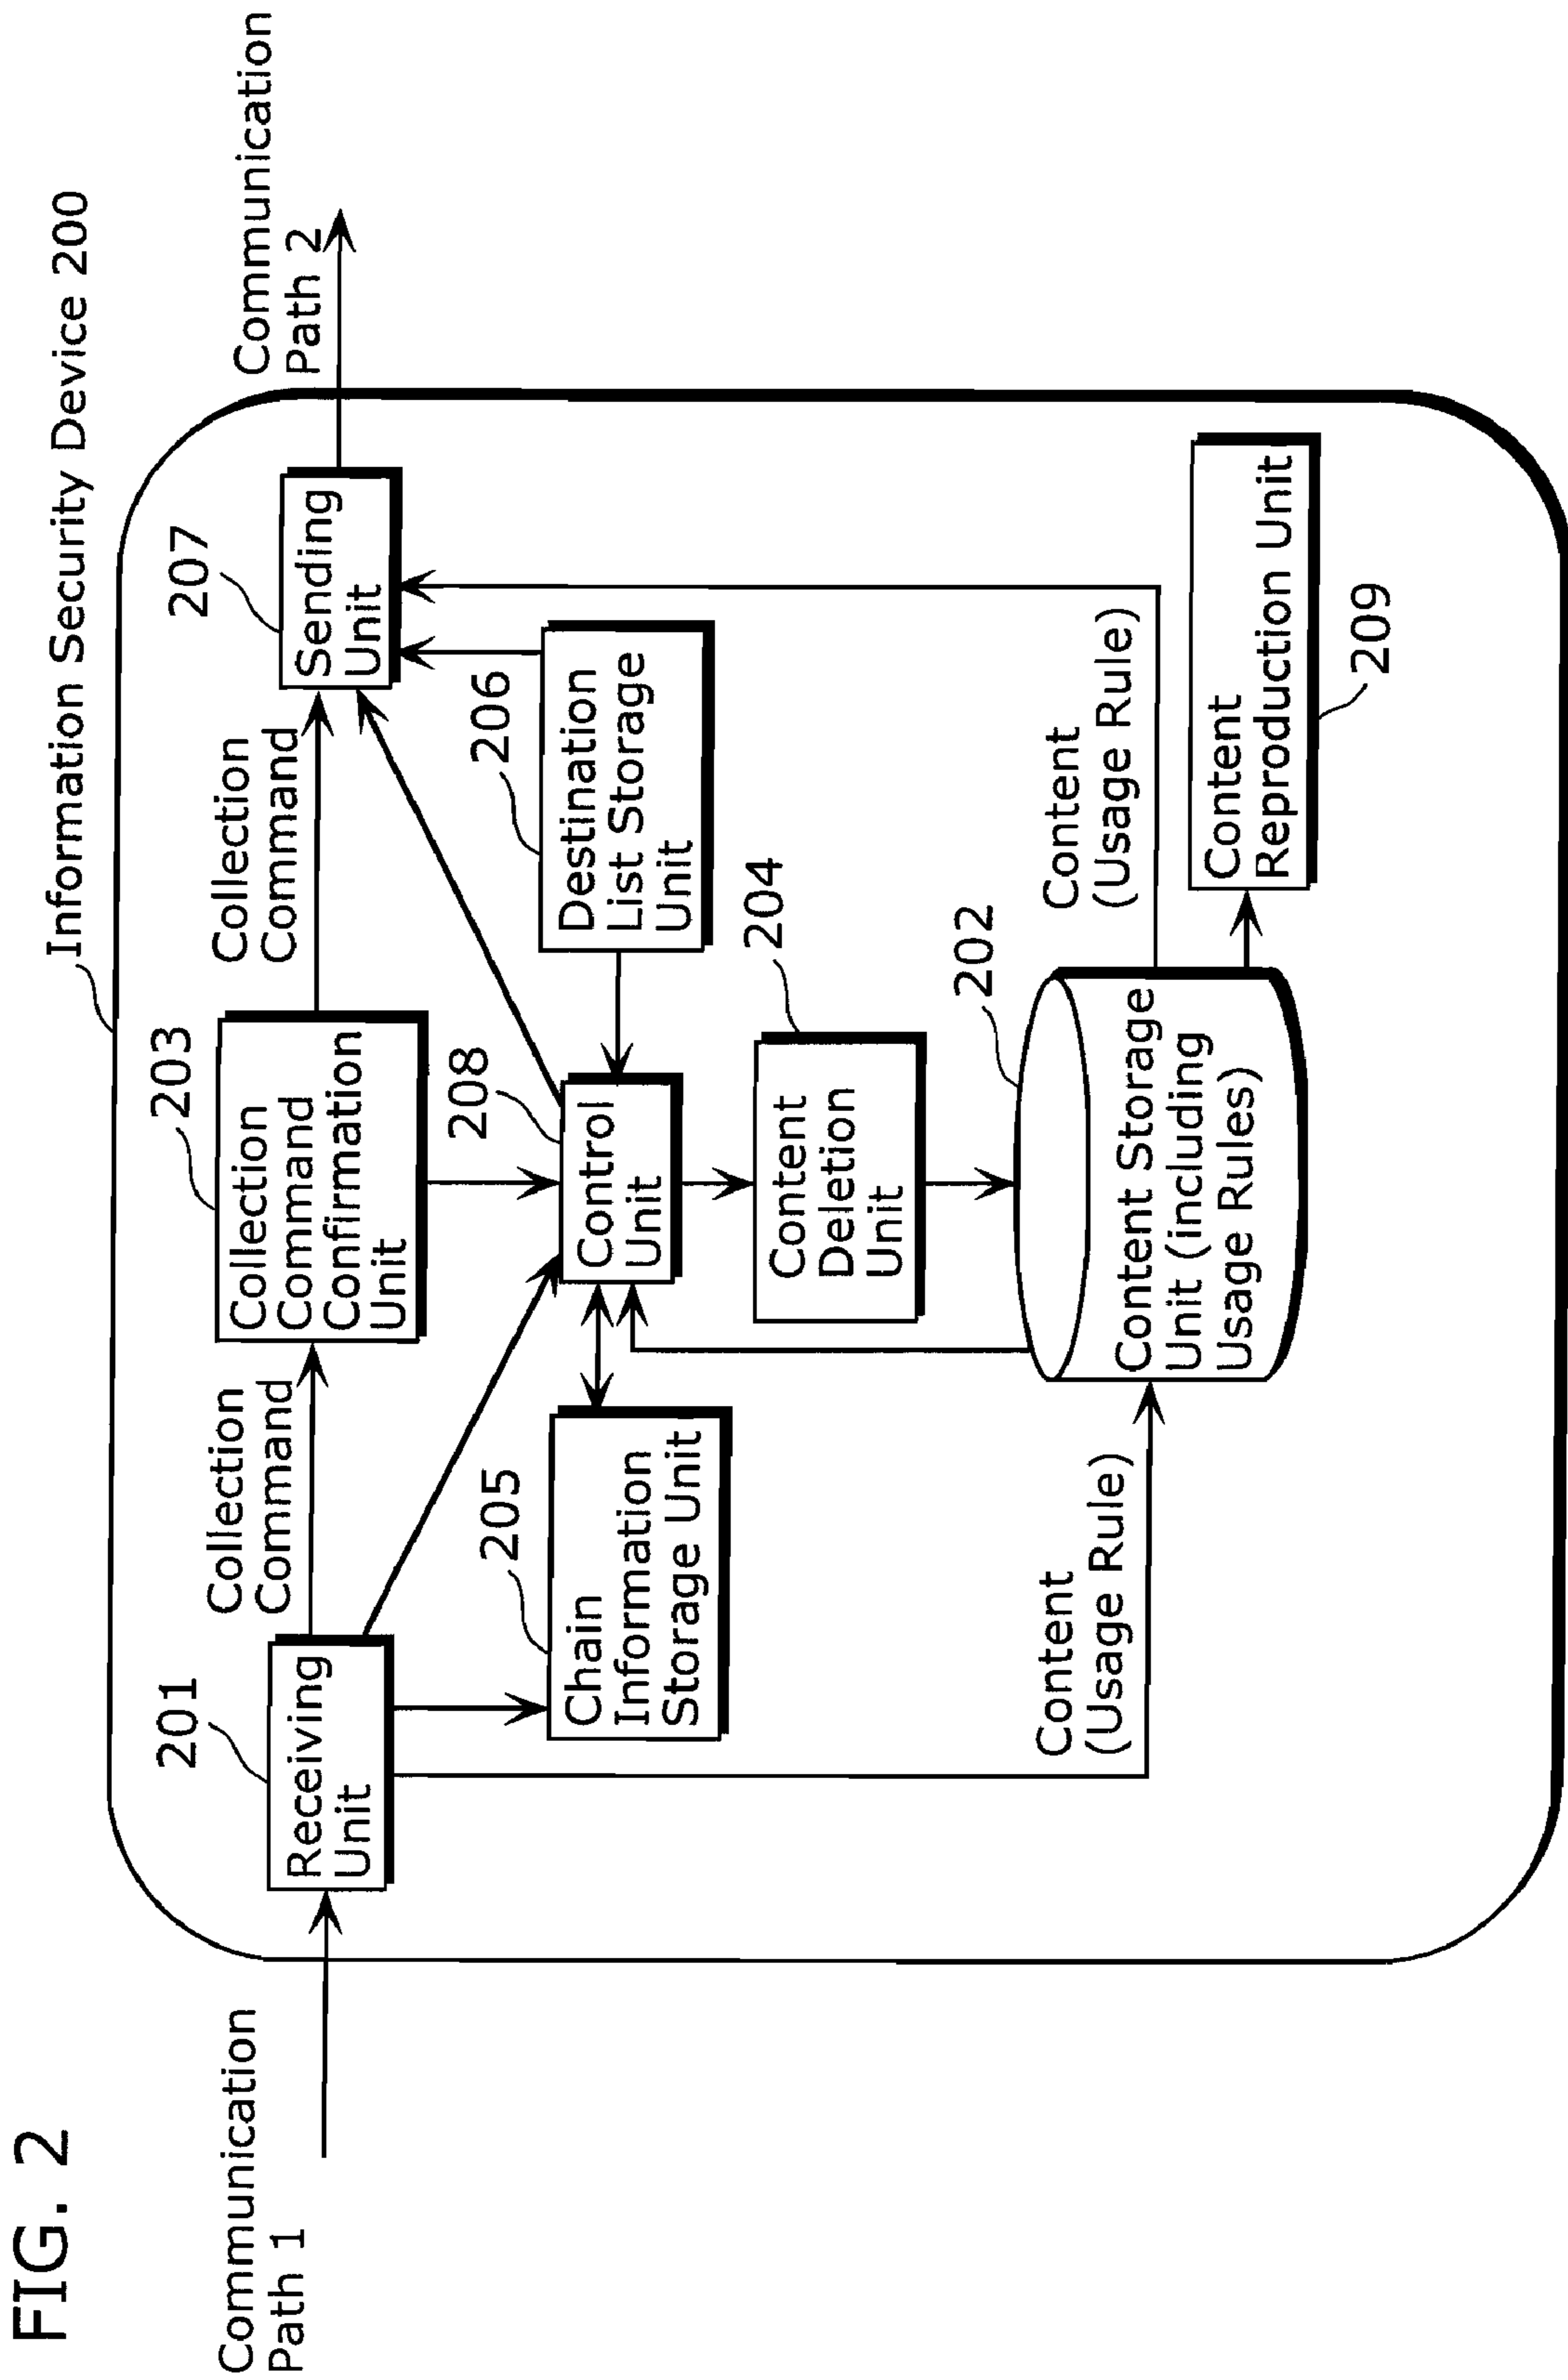 FIG. 2
Information Security Device 200
Communication
Path 1
Communication
Path 2
201
Receiving
Unit
Collection
Command
203
Collection
Command
Confirmation
Unit
Collection
Command
207
Sending
Unit
205
Chain
Information
Storage Unit
208
Control
Unit
206
Destination
List Storage
Unit
204
Content
Deletion
Unit
Content
(Usage Rule)
202
Content Storage
Unit (including
Usage Rules)
Content
(Usage Rule)
Content
Reproduction Unit
209